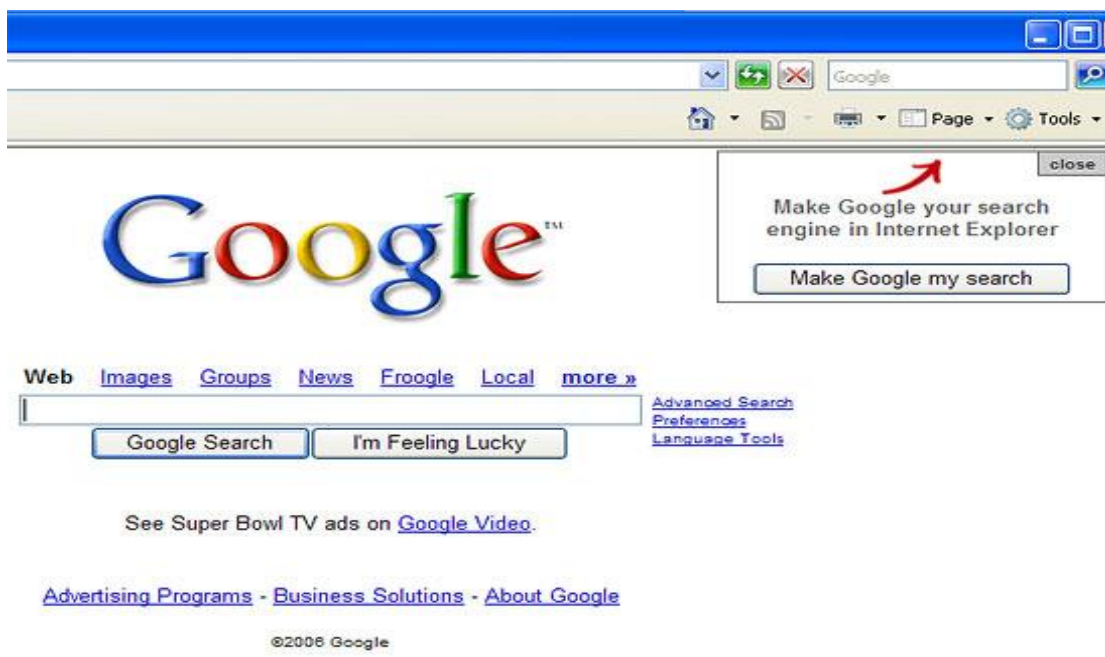 Google
Page Tools
close
Make Google your search
engine in Internet Explorer
Make Google my search
Google™
Web Images Groups News Froogle Local more »
Advanced Search
Preferences
Language Tools
Google Search I'm Feeling Lucky
See Super Bowl TV ads on Google Video.
Advertising Programs - Business Solutions - About Google
©2006 Google